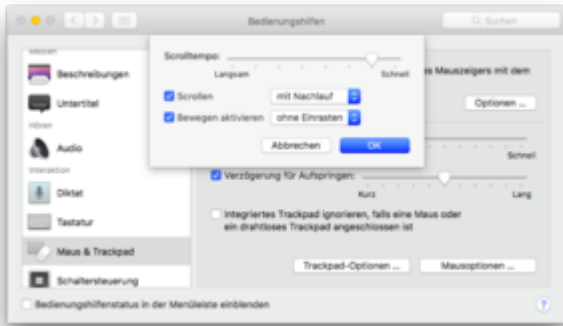 Bedienungshilfen
Suchen
Medien
Beschreibungen
Untertitel
Hören
Audio
Interaktion
Diktat
Tastatur
Maus & Trackpad
Schaltersteuerung
Scrolltempo:
Langsam
Schnell
Scrollen
mit Nachlauf
Bewegen aktivieren
ohne Einrasten
Abbrechen
OK
es Mauszeigers mit dem
Optionen ...
Schnell
Verzögerung für Aufspringen:
Kurz
Lang
Integriertes Trackpad ignorieren, falls eine Maus oder
ein drahtloses Trackpad angeschlossen ist
Trackpad-Optionen ...
Mausoptionen ...
Bedienungshilfenstatus in der Menüleiste einblenden
?